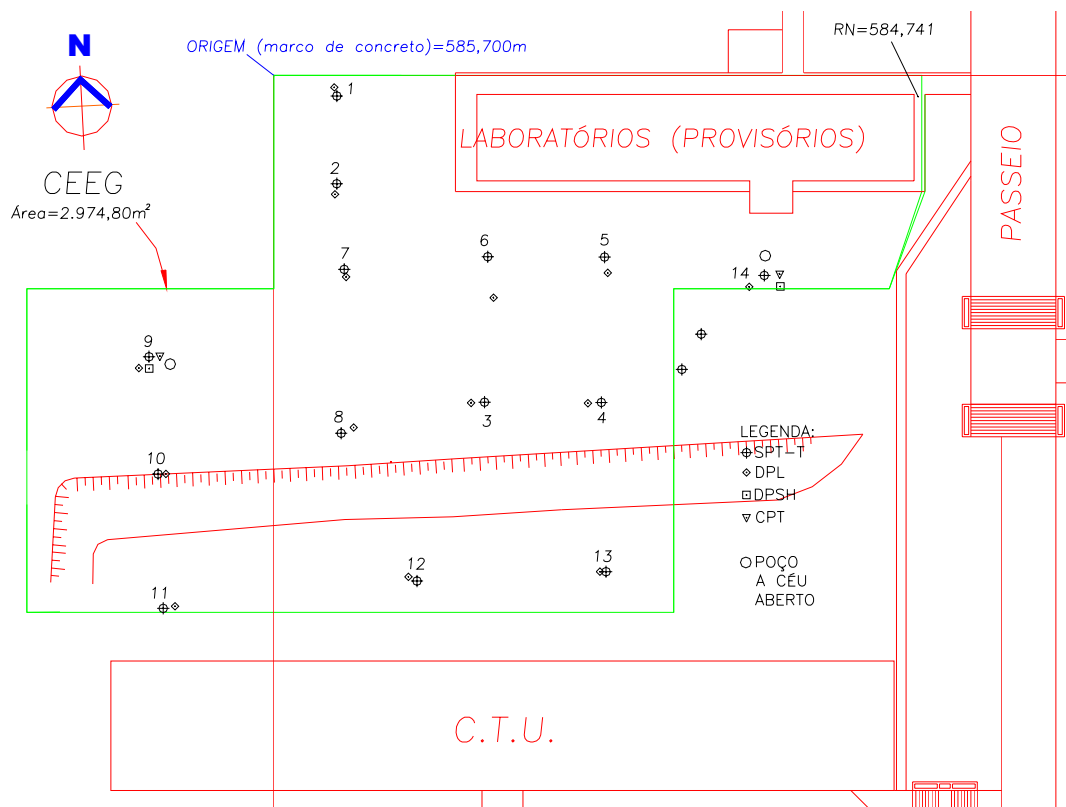 N
ORIGEM (marco de concreto)=585,700m
RN=584,741
1
LABORATÓRIOS (PROVISÓRIOS)
PASSEIO
CEEG
Área=2.974,80m²
2
7
6
5
14
9
8
3
4
10
LEGENDA:
SPT-T
DPL
DPSH
CPT
POÇO
A CÉU
ABERTO
11
12
13
C.T.U.